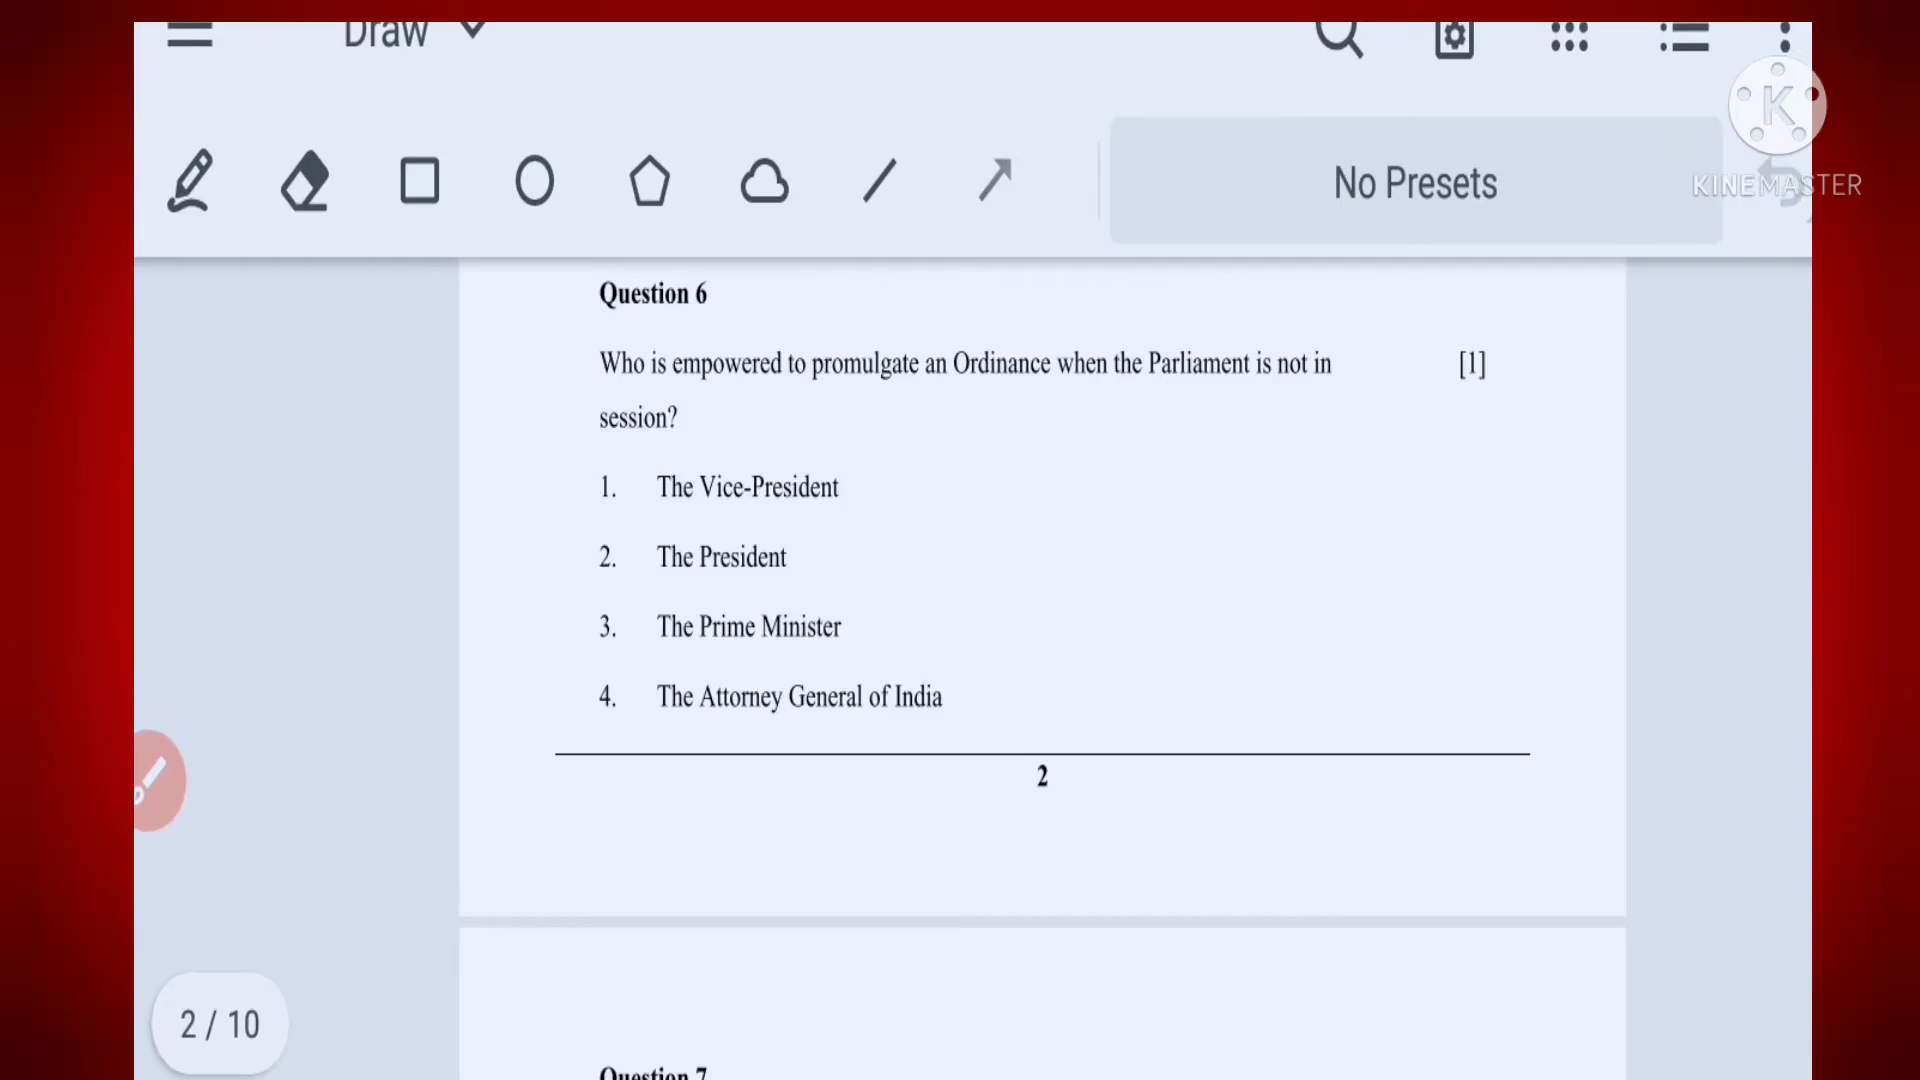 Draw
No Presets
K
KINEMASTER
Question 6
Who is empowered to promulgate an Ordinance when the Parliament is not in [1]
session?
1. The Vice-President
2. The President
3. The Prime Minister
4. The Attorney General of India
2
2 / 10
Question 7